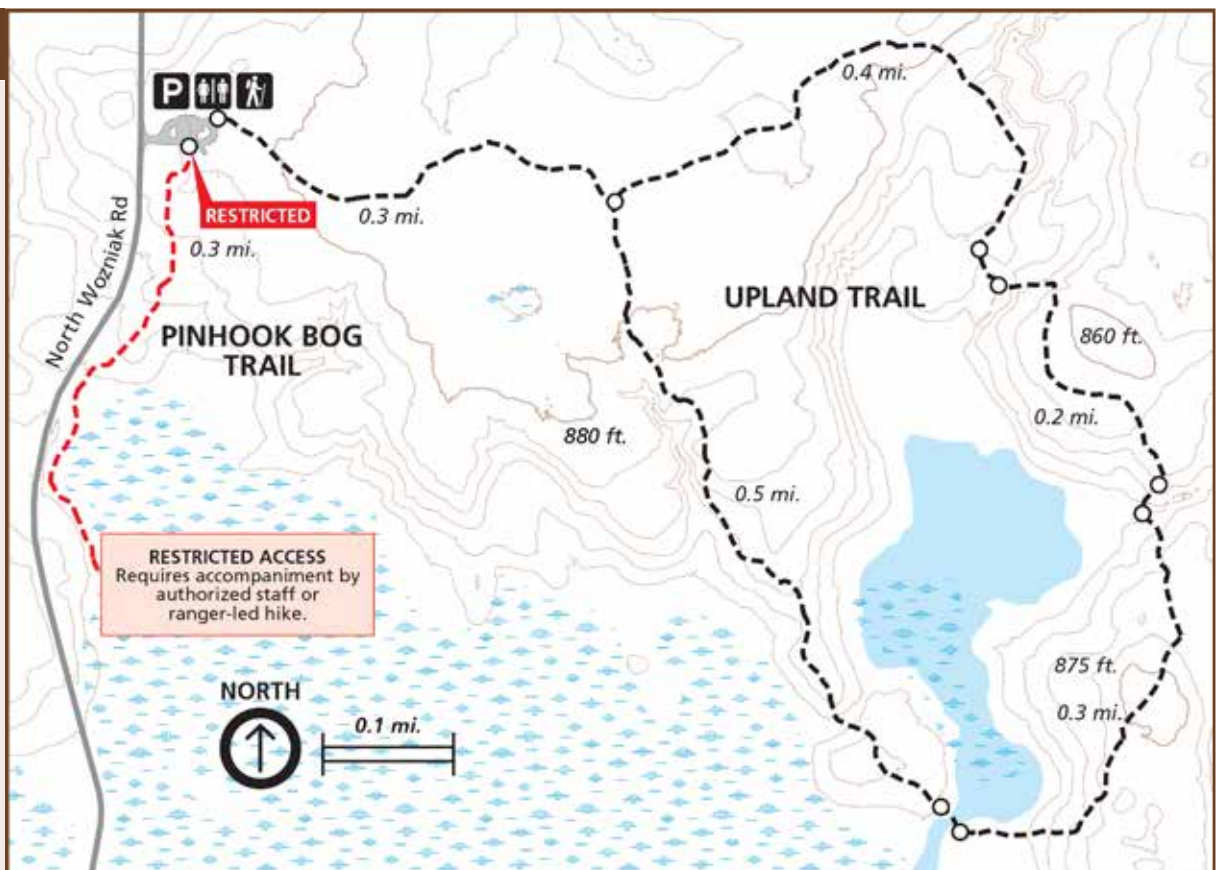 P
0.4 mi.
RESTRICTED
0.3 mi.
0.3 mi.
North Wozniak Rd
PINHOOK BOG
TRAIL
UPLAND TRAIL
860 ft.
880 ft.
0.2 mi.
0.5 mi.
RESTRICTED ACCESS
Requires accompaniment by
authorized staff or
ranger-led hike.
875 ft.
0.3 mi.
NORTH
0.1 mi.